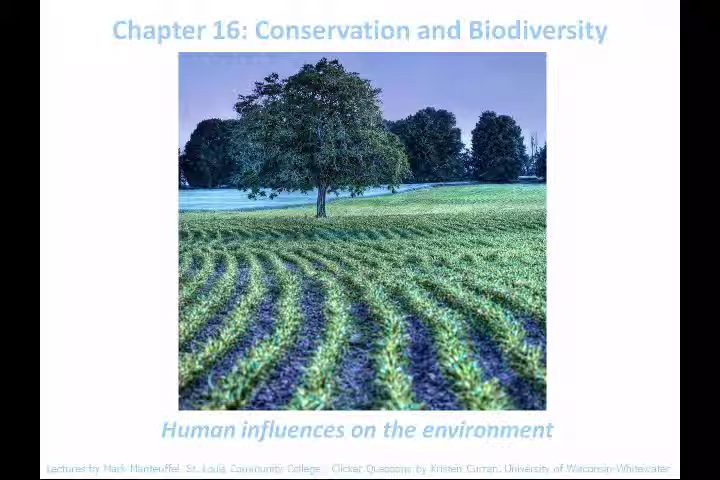 Chapter 16: Conservation and Biodiversity
Human influences on the environment
Lectures by Mark Manteuffel, St. Louis Community College; Clicker Questions by Kristen Curran, University of Wisconsin-Whitewater